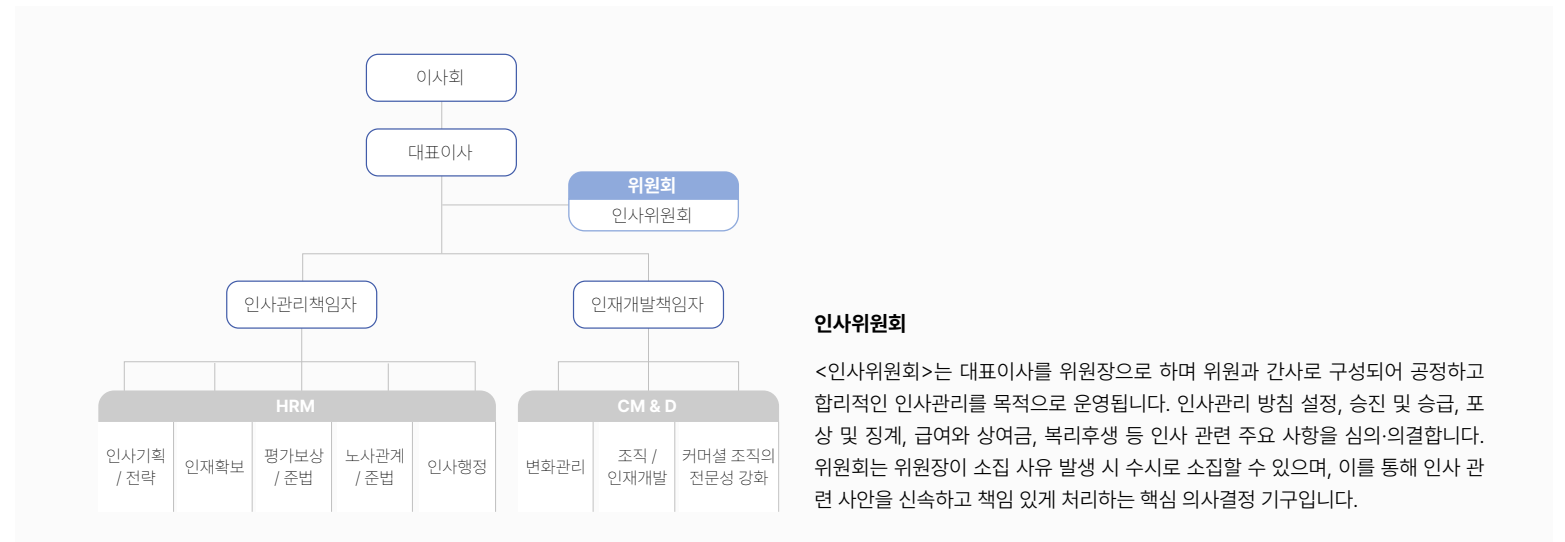 이사회
대표이사
위원회
인사위원회
인사관리책임자
인재개발책임자
HRM
인사기획
/ 전략
인재확보
평가보상
/ 준법
노사관계
/ 준법
인사행정
CM & D
변화관리
조직 /
인재개발
커머셜 조직의
전문성 강화
인사위원회
<인사위원회>는 대표이사를 위원장으로 하며 위원과 간사로 구성되어 공정하고
합리적인 인사관리를 목적으로 운영됩니다. 인사관리 방침 설정, 승진 및 승급, 포
상 및 징계, 급여와 상여금, 복리후생 등 인사 관련 주요 사항을 심의·의결합니다.
위원회는 위원장이 소집 사유 발생 시 수시로 소집할 수 있으며, 이를 통해 인사 관
련 사안을 신속하고 책임 있게 처리하는 핵심 의사결정 기구입니다.